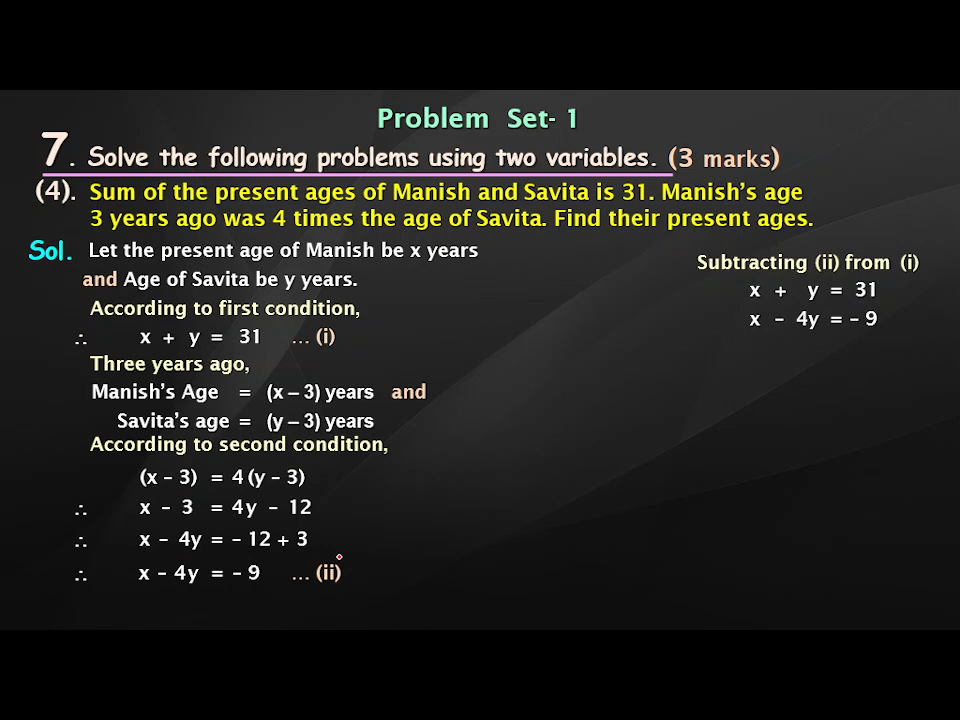 Problem Set- 1
7. Solve the following problems using two variables. (3 marks)
(4). Sum of the present ages of Manish and Savita is 31. Manish's age
3 years ago was 4 times the age of Savita. Find their present ages.
Sol. Let the present age of Manish be x years
and Age of Savita be y years.
According to first condition,
∴ x + y = 31 ... (i)
Three years ago,
Manish's Age = (x – 3) years and
Savita's age = (y – 3) years
According to second condition,
(x – 3) = 4 (y – 3)
∴ x – 3 = 4y – 12
∴ x – 4y = – 12 + 3
∴ x – 4y = – 9 ... (ii)
Subtracting (ii) from (i)
x + y = 31
x – 4y = – 9